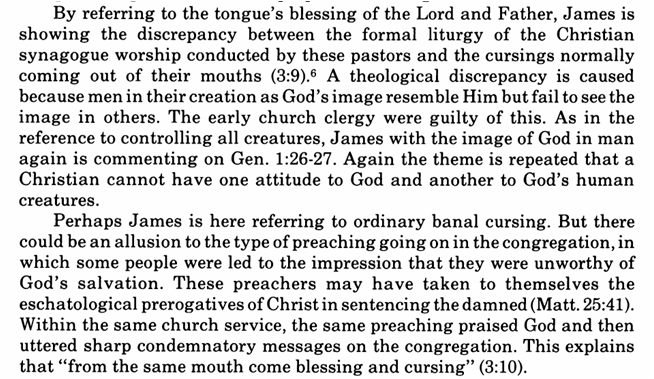 By referring to the tongue's blessing of the Lord and Father, James is
showing the discrepancy between the formal liturgy of the Christian
synagogue worship conducted by these pastors and the cursings normally
coming out of their mouths (3:9).⁶ A theological discrepancy is caused
because men in their creation as God's image resemble Him but fail to see the
image in others. The early church clergy were guilty of this. As in the
reference to controlling all creatures, James with the image of God in man
again is commenting on Gen. 1:26-27. Again the theme is repeated that a
Christian cannot have one attitude to God and another to God's human
creatures.
Perhaps James is here referring to ordinary banal cursing. But there
could be an allusion to the type of preaching going on in the congregation, in
which some people were led to the impression that they were unworthy of
God's salvation. These preachers may have taken to themselves the
eschatological prerogatives of Christ in sentencing the damned (Matt. 25:41).
Within the same church service, the same preaching praised God and then
uttered sharp condemnatory messages on the congregation. This explains
that “from the same mouth come blessing and cursing” (3:10).